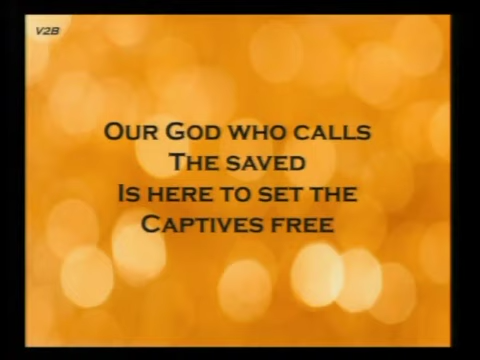 V2B
Our God who calls
The saved
Is here to set the
Captives free